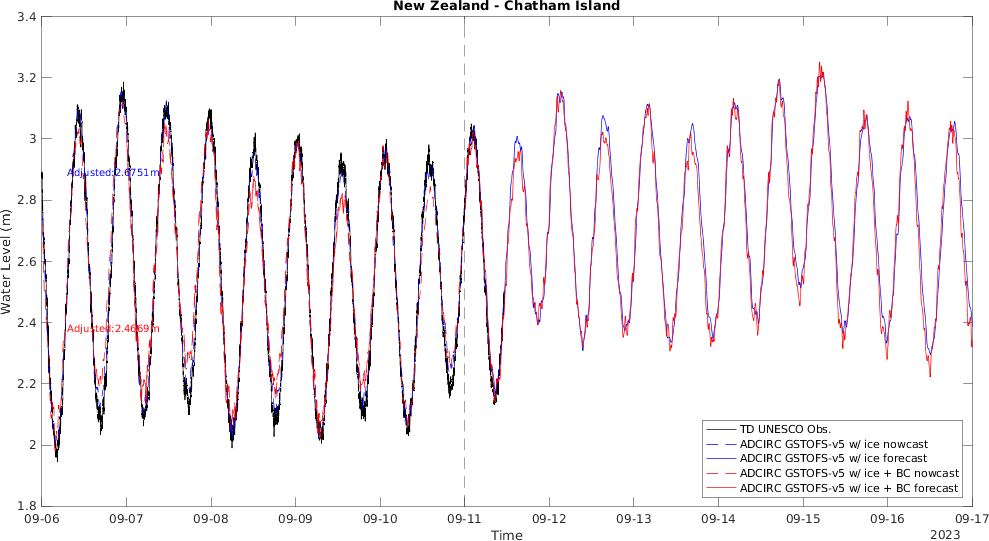 New Zealand - Chatham Island
3.4
3.2
3
2.8
2.6
2.4
2.2
2
1.8
Water Level (m)
Adjusted:2.6751m
Adjusted:2.4669m
TD UNESCO Obs.
ADCIRC GSTOFS-v5 w/ ice nowcast
ADCIRC GSTOFS-v5 w/ ice forecast
ADCIRC GSTOFS-v5 w/ ice + BC nowcast
ADCIRC GSTOFS-v5 w/ ice + BC forecast
09-06 09-07 09-08 09-09 09-10 09-11 09-12 09-13 09-14 09-15 09-16 09-17
Time
2023